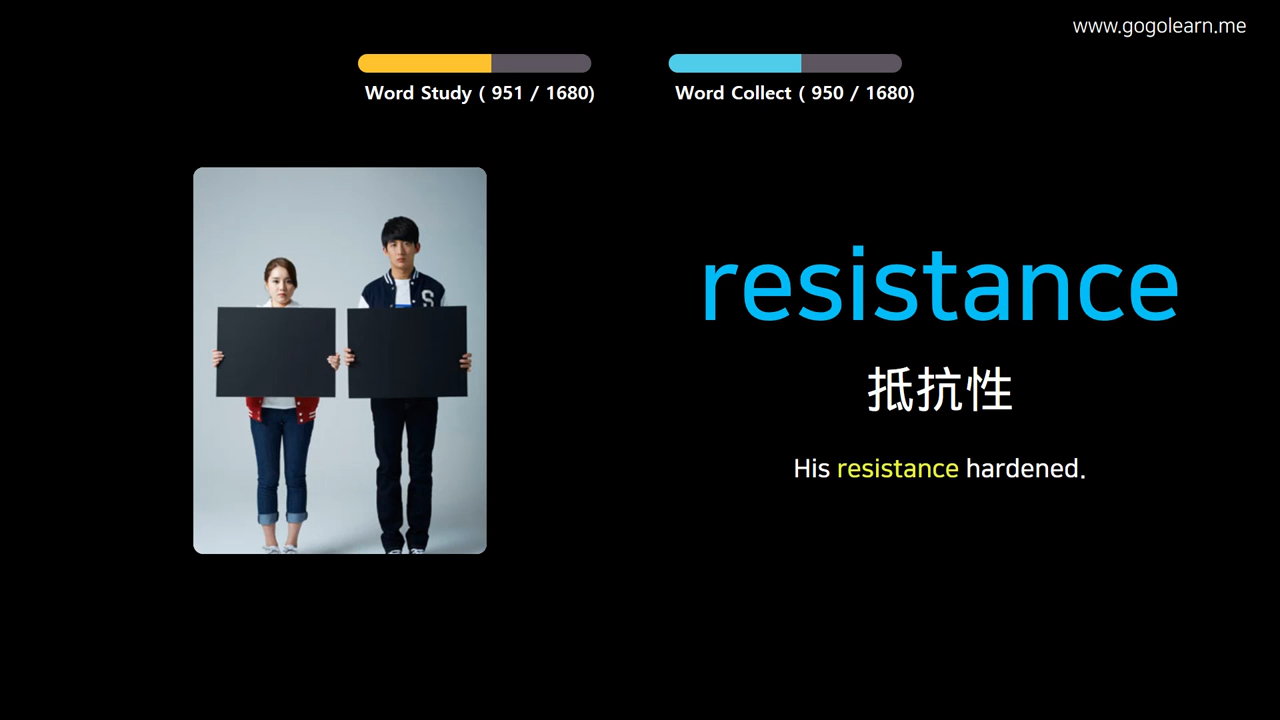 www.gogolearn.me
Word Study ( 951 / 1680)
Word Collect ( 950 / 1680)
S
resistance
抵抗性
His resistance hardened.